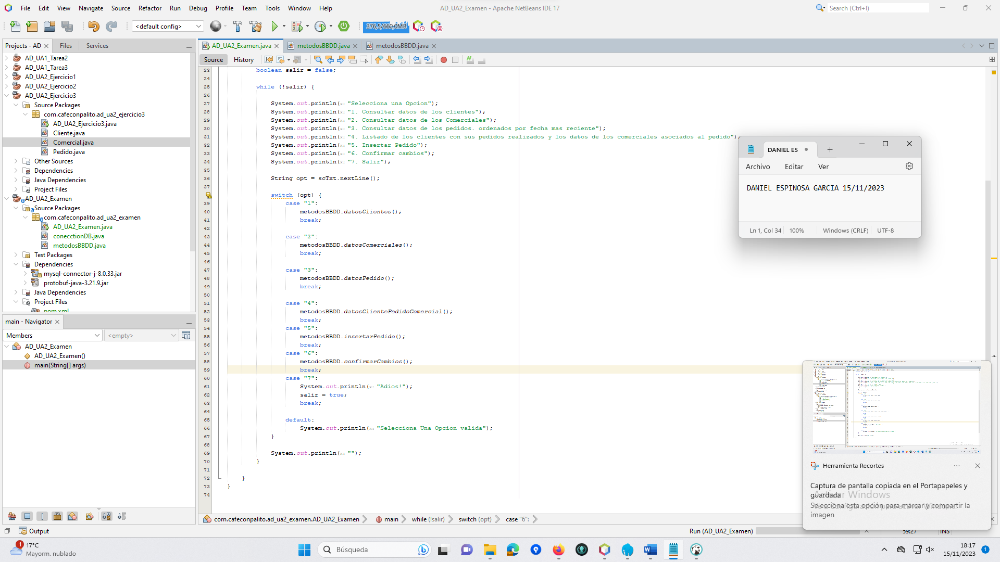 File Edit View Navigate Source Refactor Run Debug Profile Team Tools Window Help
AD_UA2_Examen - Apache NetBeans IDE 17
Search (Ctrl+I)
<default config>
376,5/660,0MB
Projects - AD
Files
Services
AD_UA1_Tarea2
AD_UA1_Tarea3
AD_UA2_Ejercicio1
AD_UA2_Ejercicio2
AD_UA2_Ejercicio3
Source Packages
com.cafeconpalito.ad_ua2_ejercicio3
AD_UA2_Ejercicio3.java
Cliente.java
Comercial.java
Pedido.java
Other Sources
Dependencies
Java Dependencies
Project Files
AD_UA2_Examen
Source Packages
com.cafeconpalito.ad_ua2_examen
AD_UA2_Examen.java
conecctionDB.java
metodosBBDD.java
Test Packages
Dependencies
mysql-connector-j-8.0.33.jar
protobuf-java-3.21.9.jar
Java Dependencies
Project Files
pom.xml
main - Navigator
Members
<empty>
AD_UA2_Examen
AD_UA2_Examen()
main(String[] args)
AD_UA2_Examen.java
metodosBBDD.java
metodosBBDD.java
Source
History
23 boolean salir = false;
24
25 while (!salir) {
26
27 System.out.println(x: "Selecciona una Opcion");
28 System.out.println(x: "1. Consultar datos de los clientes");
29 System.out.println(x: "2. Consultar datos de los Comerciales");
30 System.out.println(x: "3. Consultar datos de los pedidos. ordenados por fecha mas reciente");
31 System.out.println(x: "4. Listado de los clientes con sus pedidos realizados y los datos de los comerciales asociados al pedido");
32 System.out.println(x: "5. Insertar Pedido");
33 System.out.println(x: "6. Confirmar cambios");
34 System.out.println(x: "7. Salir");
35
36 String opt = scTxt.nextLine();
37
switch (opt) {
39 case "1":
40 metodosBBDD.datosClientes();
41 break;
42
43 case "2":
44 metodosBBDD.datosComerciales();
45 break;
46
47 case "3":
48 metodosBBDD.datosPedido();
49 break;
50
51 case "4":
52 metodosBBDD.datosClientePedidoComercial();
53 break;
54 case "5":
55 metodosBBDD.insertarPedido();
56 break;
57 case "6":
58 metodosBBDD.confirmarCambios();
59 break;
60 case "7":
61 System.out.println(x: "Adios!");
62 salir = true;
63 break;
64
65 default:
66 System.out.println(x: "Selecciona Una Opcion valida");
67 }
68
69 System.out.println(x: "");
70 }
71
72 }
73 }
74
DANIEL ES
Archivo Editar Ver
DANIEL ESPINOSA GARCIA 15/11/2023
Ln 1, Col 34 100% Windows (CRLF) UTF-8
Herramienta Recortes
Captura de pantalla copiada en el Portapapeles y
guardada
Activar Windows
Selecciona esta opción para marcar y compartir la
imagen
com.cafeconpalito.ad_ua2_examen.AD_UA2_Examen main while (!salir) switch (opt) case "6":
Output
Run (AD_UA2_Examen)
59:27 INS
1
17°C
Mayorm. nublado
Búsqueda
18:17
15/11/2023
1